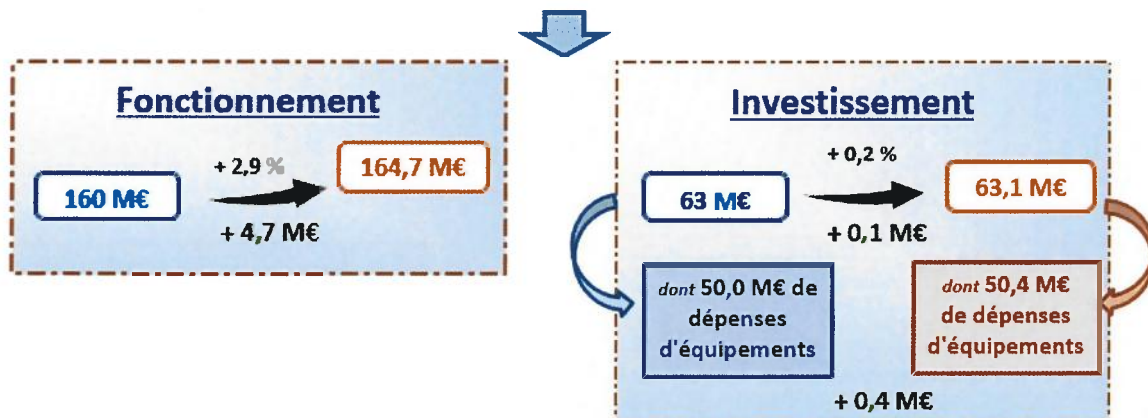 Fonctionnement
+ 2,9 %
164,7 M€
160 M€
+ 4,7 M€
Investissement
+ 0,2 %
63 M€
63,1 M€
+ 0,1 M€
dont 50,0 M€ de
dépenses
d'équipements
dont 50,4 M€
de dépenses
d'équipements
+ 0,4 M€